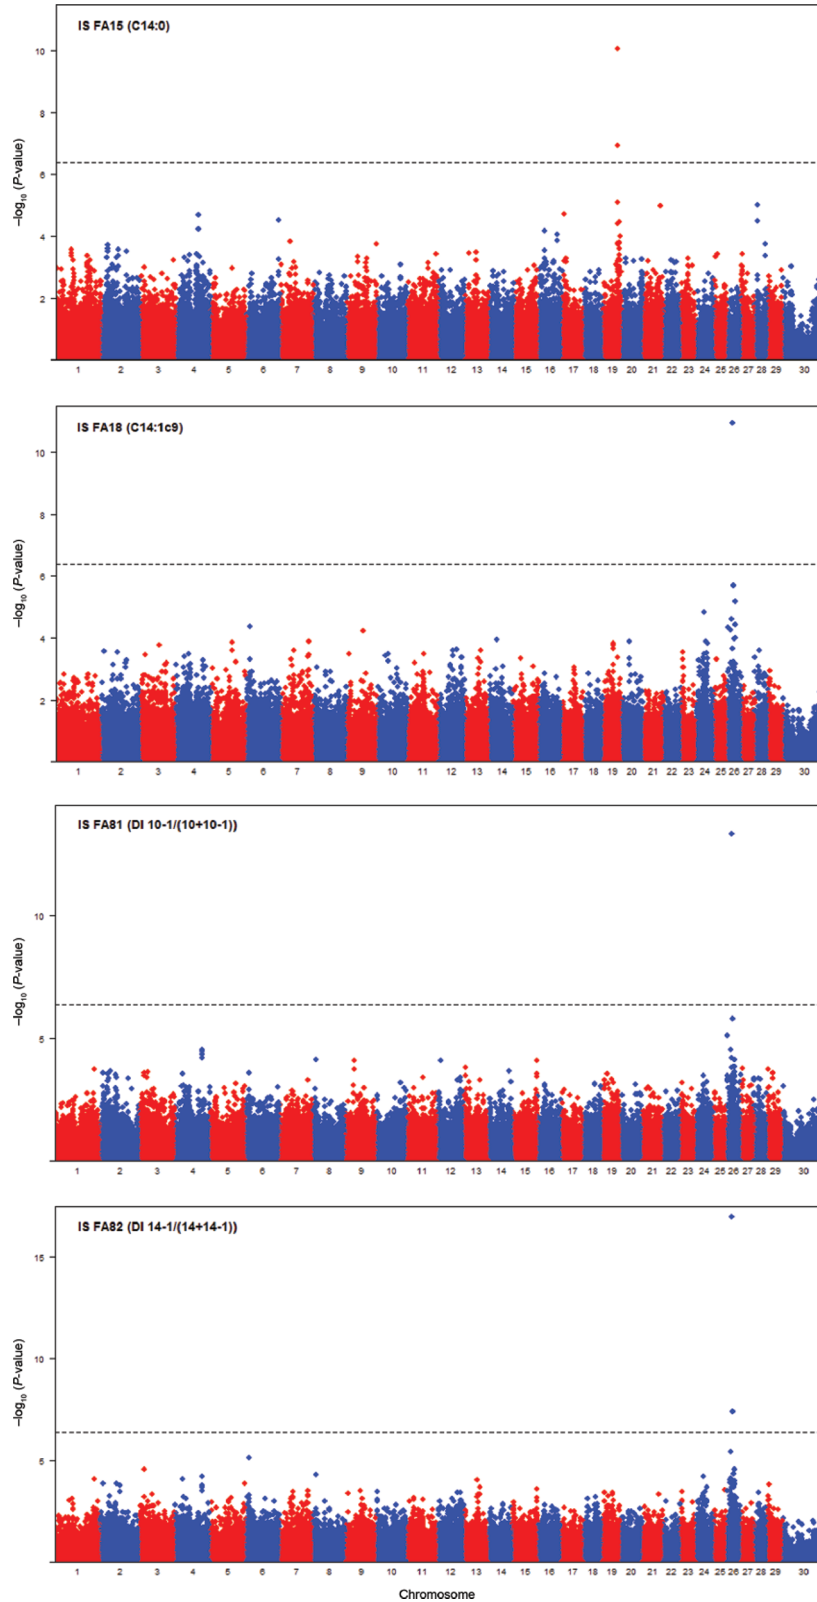 IS FA15 (C14:0)
10
8
6
4
2
–log10 (P-value)
1 2 3 4 5 6 7 8 9 10 11 12 13 14 15 16 17 18 19 20 21 22 23 24 25 26 27 28 29 30
IS FA18 (C14:1c9)
10
8
6
4
2
–log10 (P-value)
1 2 3 4 5 6 7 8 9 10 11 12 13 14 15 16 17 18 19 20 21 22 23 24 25 26 27 28 29 30
IS FA81 (DI 10-1/(10+10-1))
10
5
–log10 (P-value)
1 2 3 4 5 6 7 8 9 10 11 12 13 14 15 16 17 18 19 20 21 22 23 24 25 26 27 28 29 30
IS FA82 (DI 14-1/(14+14-1))
15
10
5
–log10 (P-value)
1 2 3 4 5 6 7 8 9 10 11 12 13 14 15 16 17 18 19 20 21 22 23 24 25 26 27 28 29 30
Chromosome